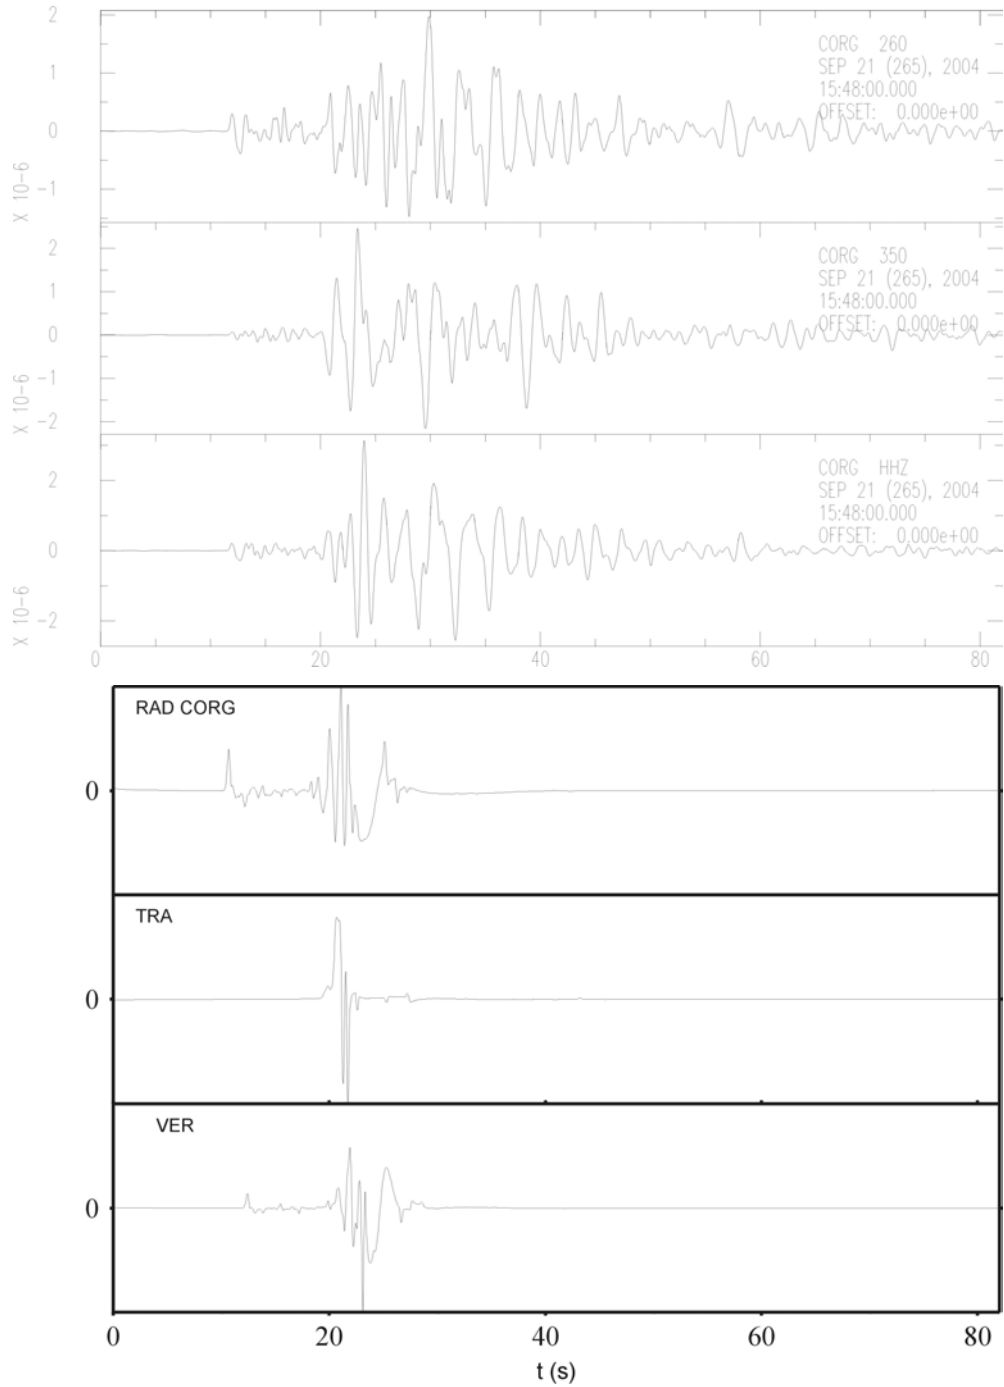 2
1
0
-1
X 10-6
CORG 260
SEP 21 (265), 2004
15:48:00.000
OFFSET: 0.000e+00
2
1
0
-1
-2
X 10-6
CORG 350
SEP 21 (265), 2004
15:48:00.000
OFFSET: 0.000e+00
2
0
-2
X 10-6
CORG HHZ
SEP 21 (265), 2004
15:48:00.000
OFFSET: 0.000e+00
0 20 40 60 80
RAD CORG
0
TRA
0
VER
0
0 20 40 60 80
t (s)